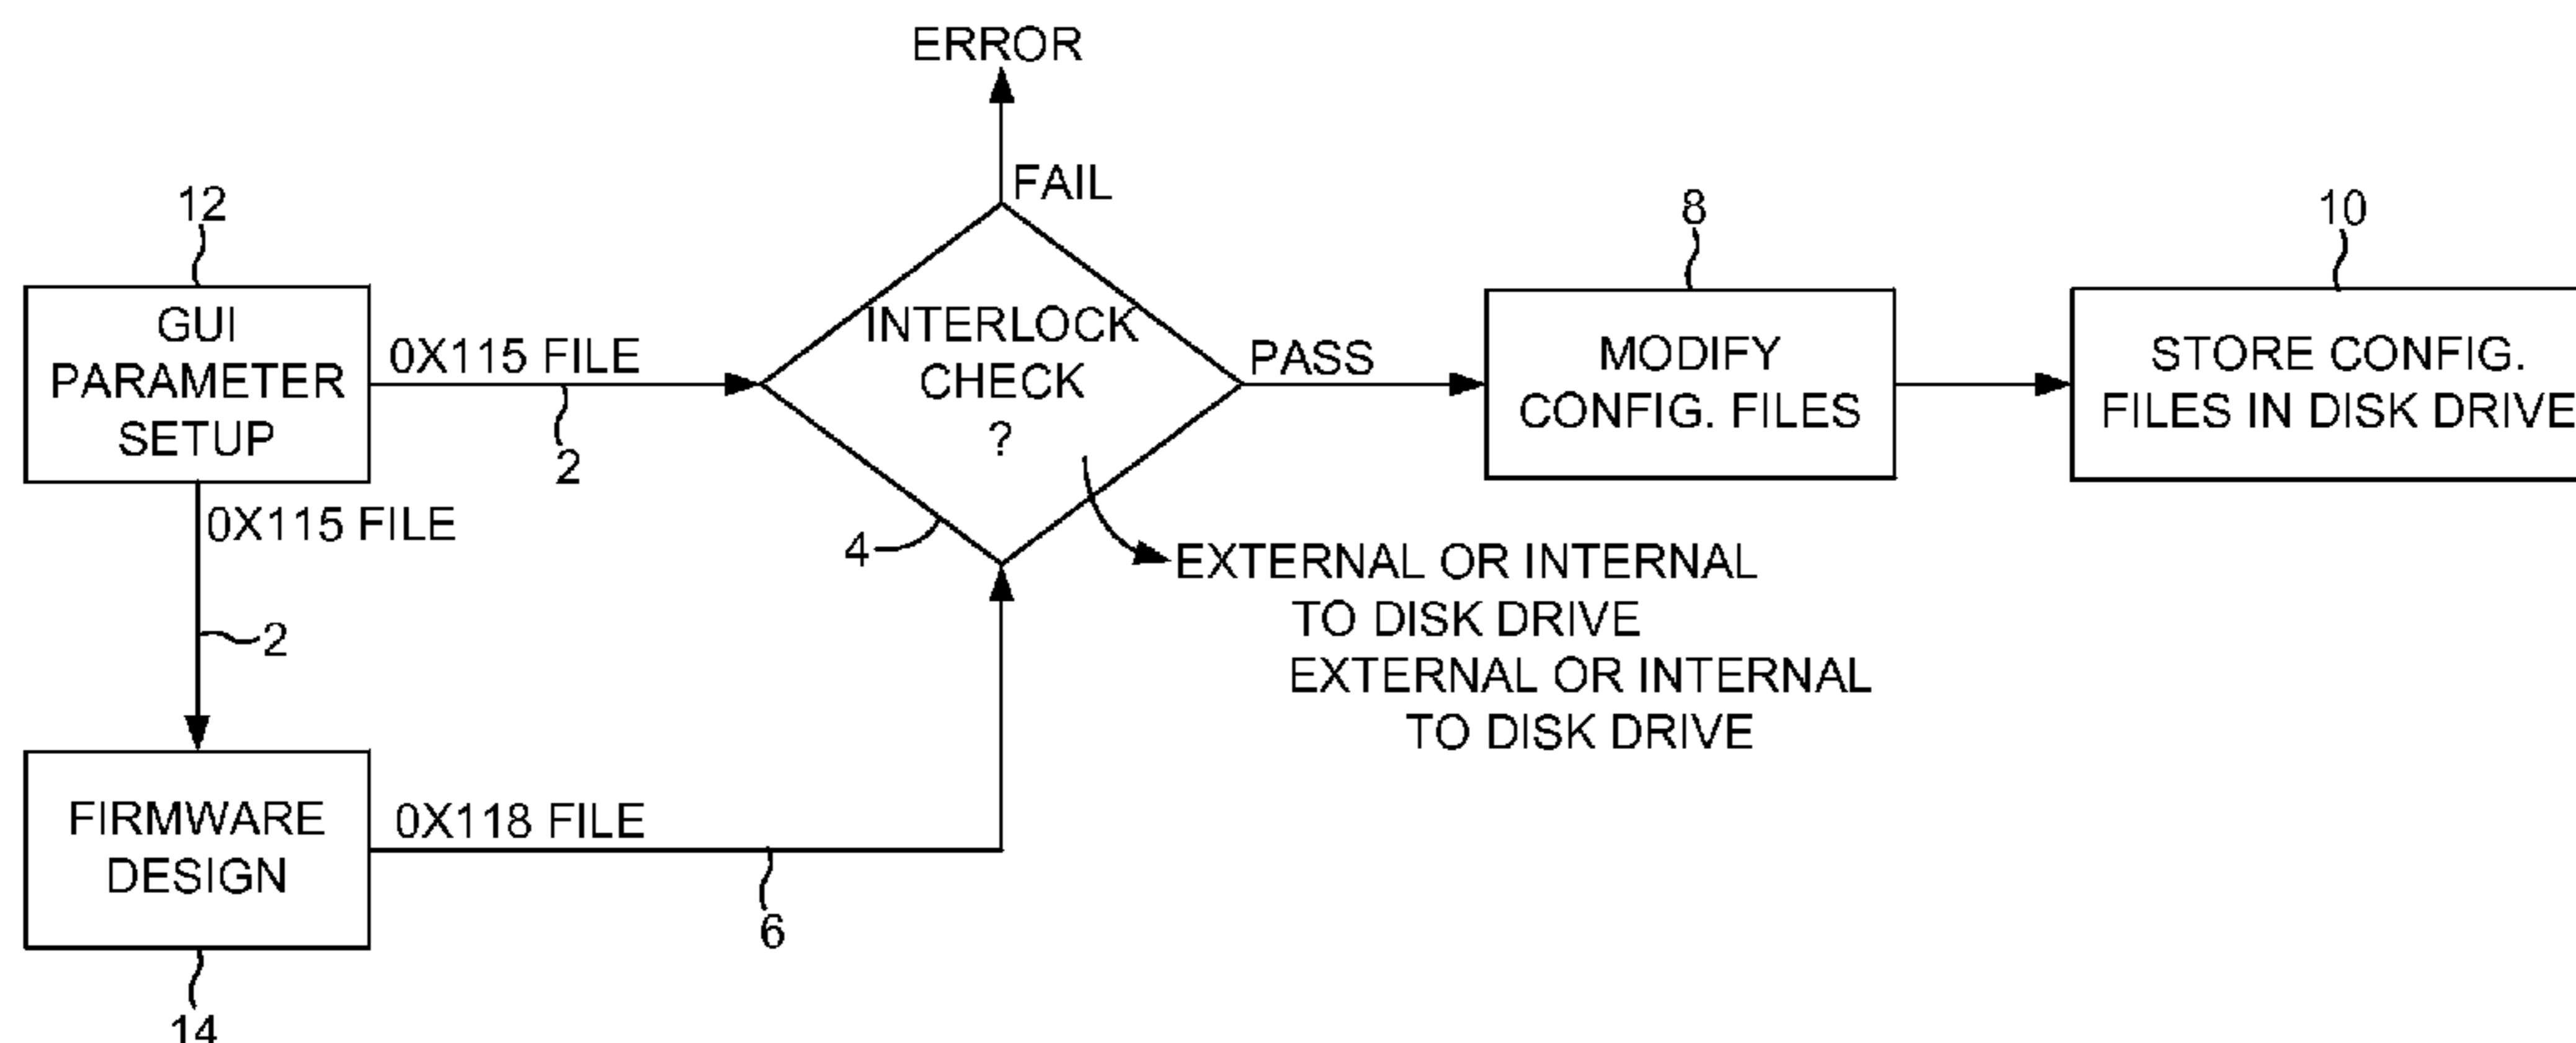 ERROR
FAIL
12
8
10
GUI
PARAMETER
SETUP
0X115 FILE
2
INTERLOCK
CHECK
?
PASS
MODIFY
CONFIG. FILES
STORE CONFIG.
FILES IN DISK DRIVE
0X115 FILE
2
4
EXTERNAL OR INTERNAL
TO DISK DRIVE
EXTERNAL OR INTERNAL
TO DISK DRIVE
FIRMWARE
DESIGN
0X118 FILE
6
14